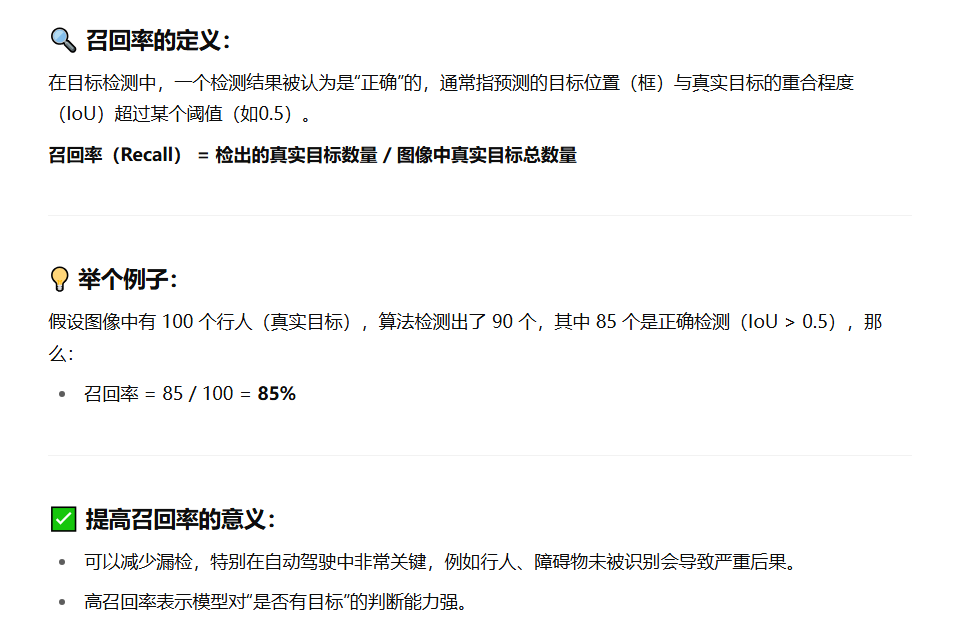 🔍 召回率的定义：
在目标检测中，一个检测结果被认为是“正确”的，通常指预测的目标位置（框）与真实目标的重合程度
（IoU）超过某个阈值（如0.5）。
召回率（Recall） = 检出的真实目标数量 / 图像中真实目标总数量
💡 举个例子：
假设图像中有 100 个行人（真实目标），算法检测出了 90 个，其中 85 个是正确检测（IoU > 0.5），那
么：
• 召回率 = 85 / 100 = 85%
✅ 提高召回率的意义：
• 可以减少漏检，特别在自动驾驶中非常关键，例如行人、障碍物未被识别会导致严重后果。
• 高召回率表示模型对“是否有目标”的判断能力强。